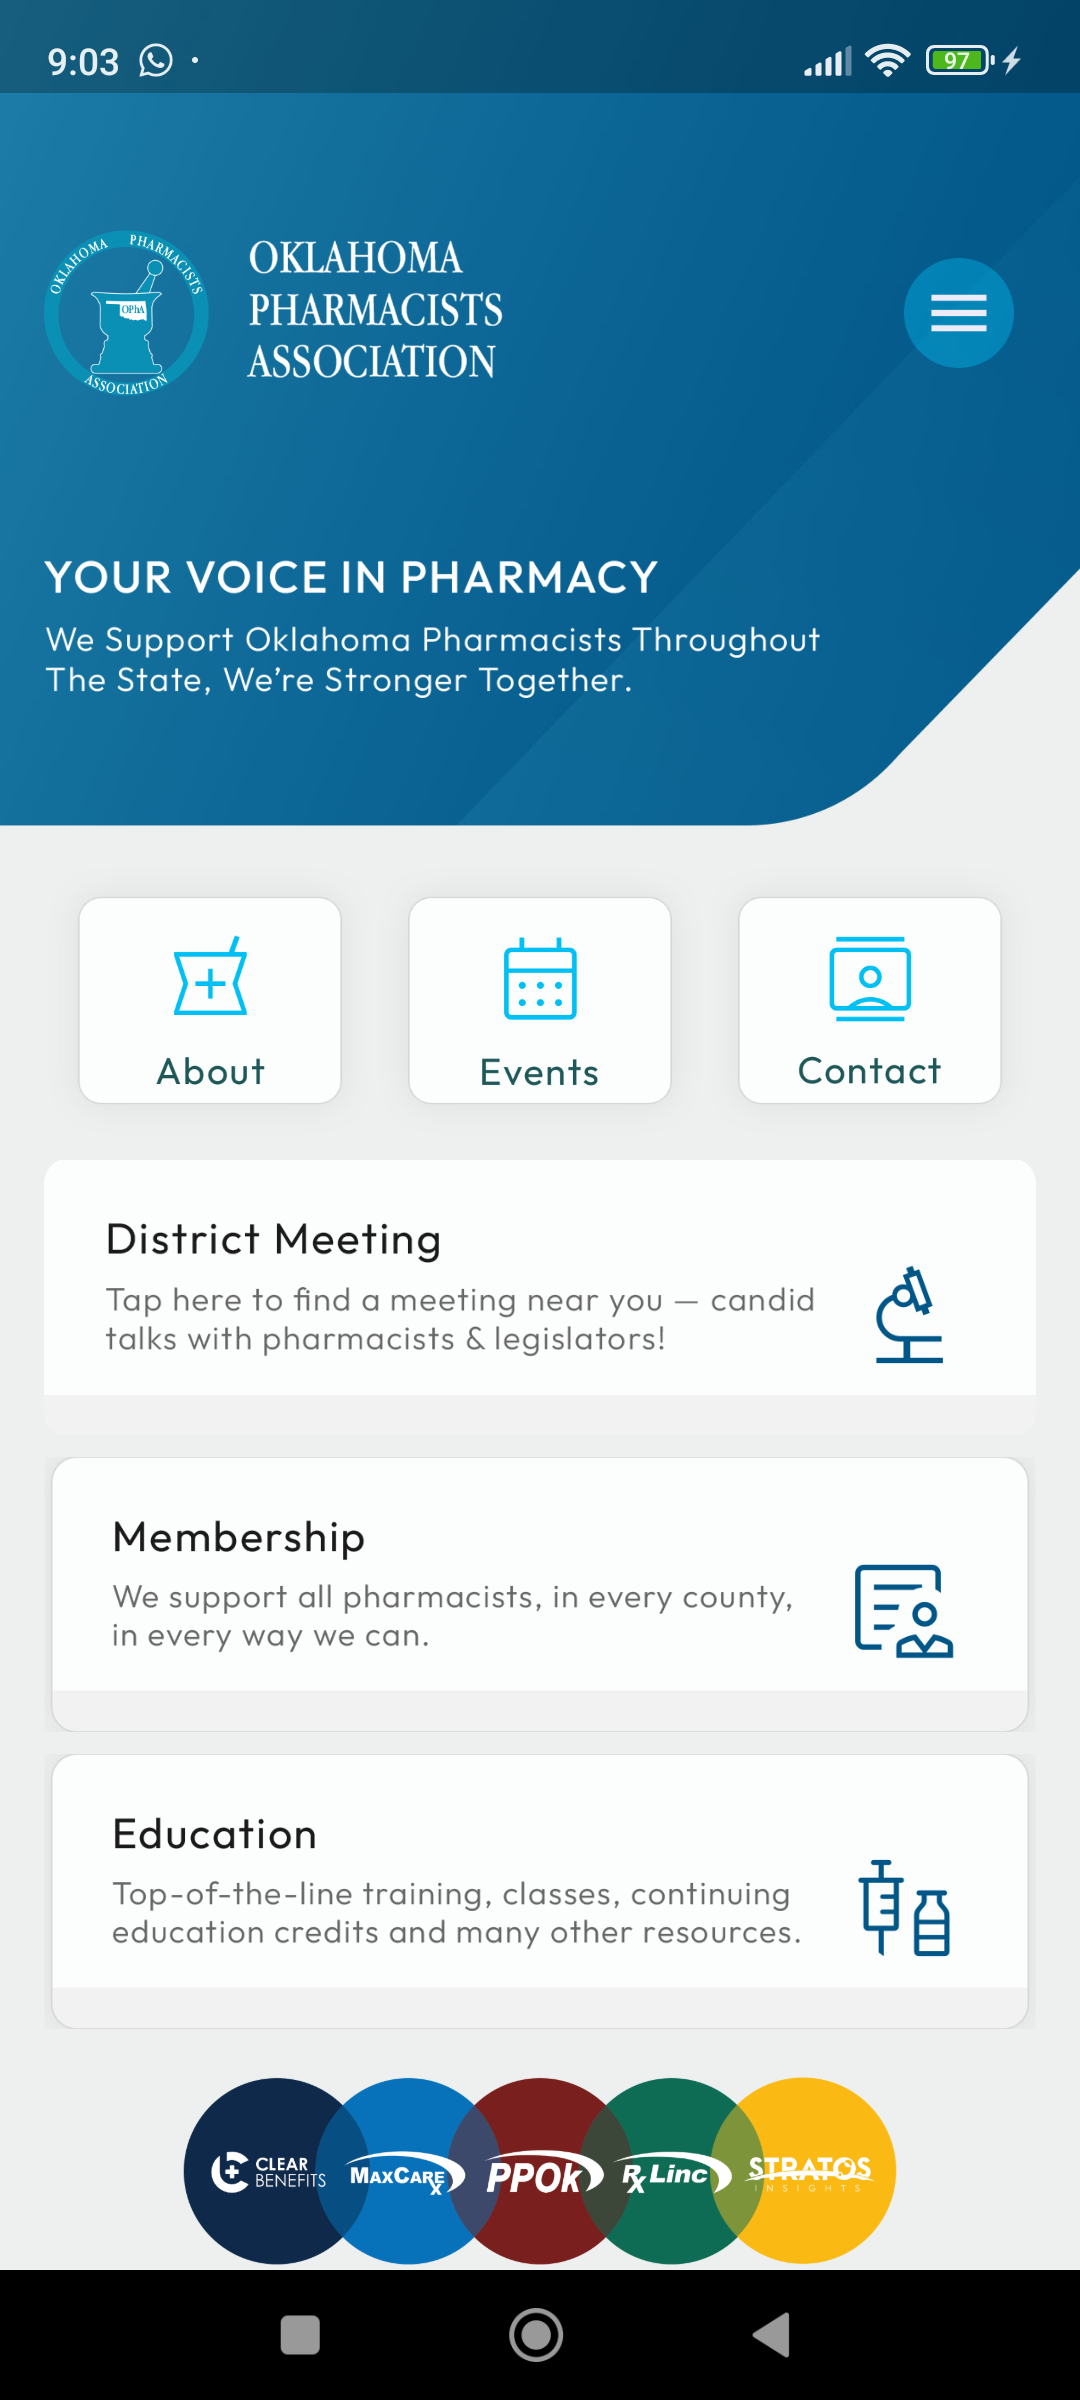 9:03
97
OKLAHOMA PHARMACISTS
OPhA
ASSOCIATION
OKLAHOMA
PHARMACISTS
ASSOCIATION
YOUR VOICE IN PHARMACY
We Support Oklahoma Pharmacists Throughout
The State, We're Stronger Together.
About
Events
Contact
District Meeting
Tap here to find a meeting near you — candid
talks with pharmacists & legislators!
Membership
We support all pharmacists, in every county,
in every way we can.
Education
Top-of-the-line training, classes, continuing
education credits and many other resources.
CLEAR
BENEFITS
MAXCARE
X
PPOk
Rx Linc
STRATOS
INSIGHTS